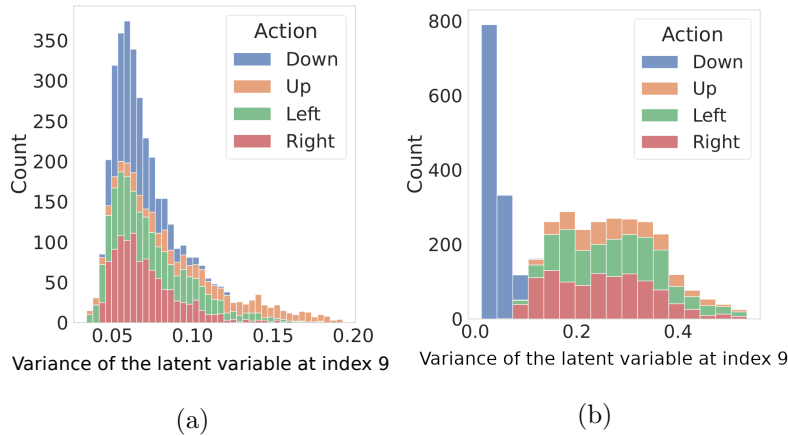 Action
Down
Up
Left
Right
Count
350
300
250
200
150
100
50
0
0.05
0.10
0.15
0.20
Variance of the latent variable at index 9
(a)
Action
Down
Up
Left
Right
Count
800
600
400
200
0
0.0
0.2
0.4
Variance of the latent variable at index 9
(b)